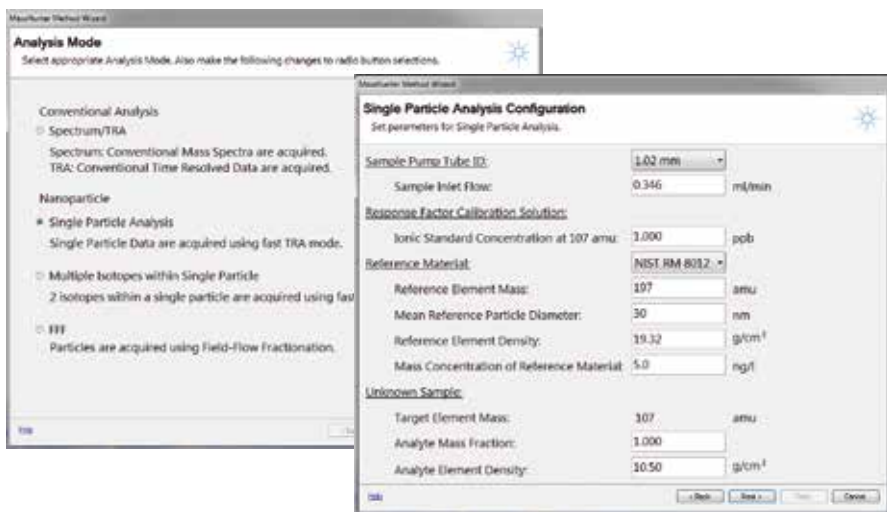 MassHunter Method Wizard
Analysis Mode
Select appropriate Analysis Mode. Also make the following changes to radio button selections.
Conventional Analysis
Spectrum/TRA
Spectrum: Conventional Mass Spectra are acquired.
TRA: Conventional Time Resolved Data are acquired.
Nanoparticle
Single Particle Analysis
Single Particle Data are acquired using fast TRA mode.
Multiple Isotopes within Single Particle
2 isotopes within a single particle are acquired using fast
FFF
Particles are acquired using Field-Flow Fractionation.
Help
MassHunter Method Wizard
Single Particle Analysis Configuration
Set parameters for Single Particle Analysis.
Sample Pump Tube ID: 1.02 mm
Sample Inlet Flow: 0.346 ml/min
Response Factor Calibration Solution:
Ionic Standard Concentration at 107 amu: 1.000 ppb
Reference Material: NIST RM 8012
Reference Element Mass: 197 amu
Mean Reference Particle Diameter: 30 nm
Reference Element Density: 19.32 g/cm³
Mass Concentration of Reference Material: 5.0 ng/l
Unknown Sample:
Target Element Mass: 107 amu
Analyte Mass Fraction: 1.000
Analyte Element Density: 10.50 g/cm³
Help < Back Next > Cancel